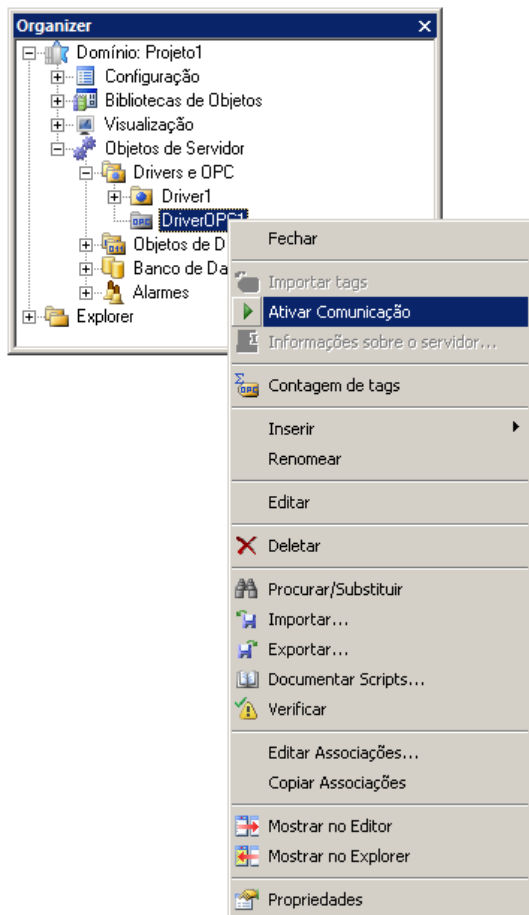 Organizer
Domínio: Projeto1
Configuração
Bibliotecas de Objetos
Visualização
Objetos de Servidor
Drivers e OPC
Driver1
DriverOPC1
Objetos de D
Banco de Da
Alarmes
Explorer
Fechar
Importar tags
Ativar Comunicação
Informações sobre o servidor...
Contagem de tags
Inserir
Renomear
Editar
Deletar
Procurar/Substituir
Importar...
Exportar...
Documentar Scripts...
Verificar
Editar Associações...
Copiar Associações
Mostrar no Editor
Mostrar no Explorer
Propriedades